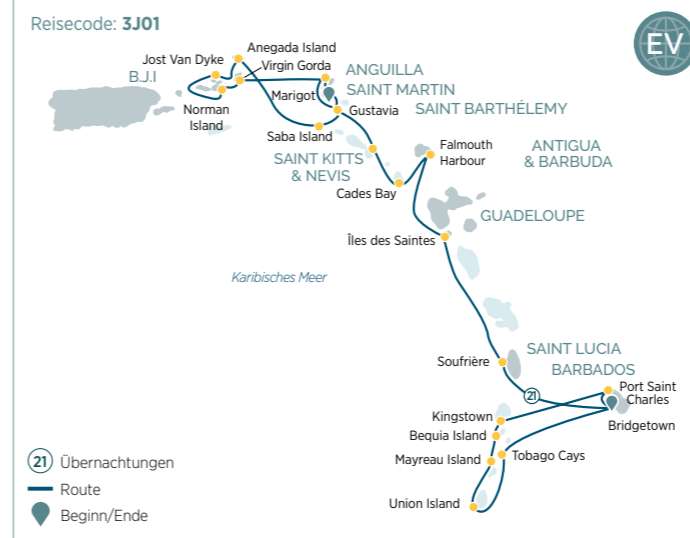 Reisecode: 3J01
EV
Anegada Island
Jost Van Dyke
Virgin Gorda
B.J.I
ANGUILLA
Marigot
SAINT MARTIN
Norman
Island
Gustavia
SAINT BARTHÉLEMY
Saba Island
Falmouth
Harbour
ANTIGUA
& BARBUDA
SAINT KITTS
& NEVIS
Cades Bay
GUADELOUPE
Îles des Saintes
Karibisches Meer
SAINT LUCIA
Soufrière
BARBADOS
Port Saint
Charles
21
Kingstown
Bridgetown
Bequia Island
Mayreau Island
Tobago Cays
Union Island
21 Übernachtungen
Route
Beginn/Ende